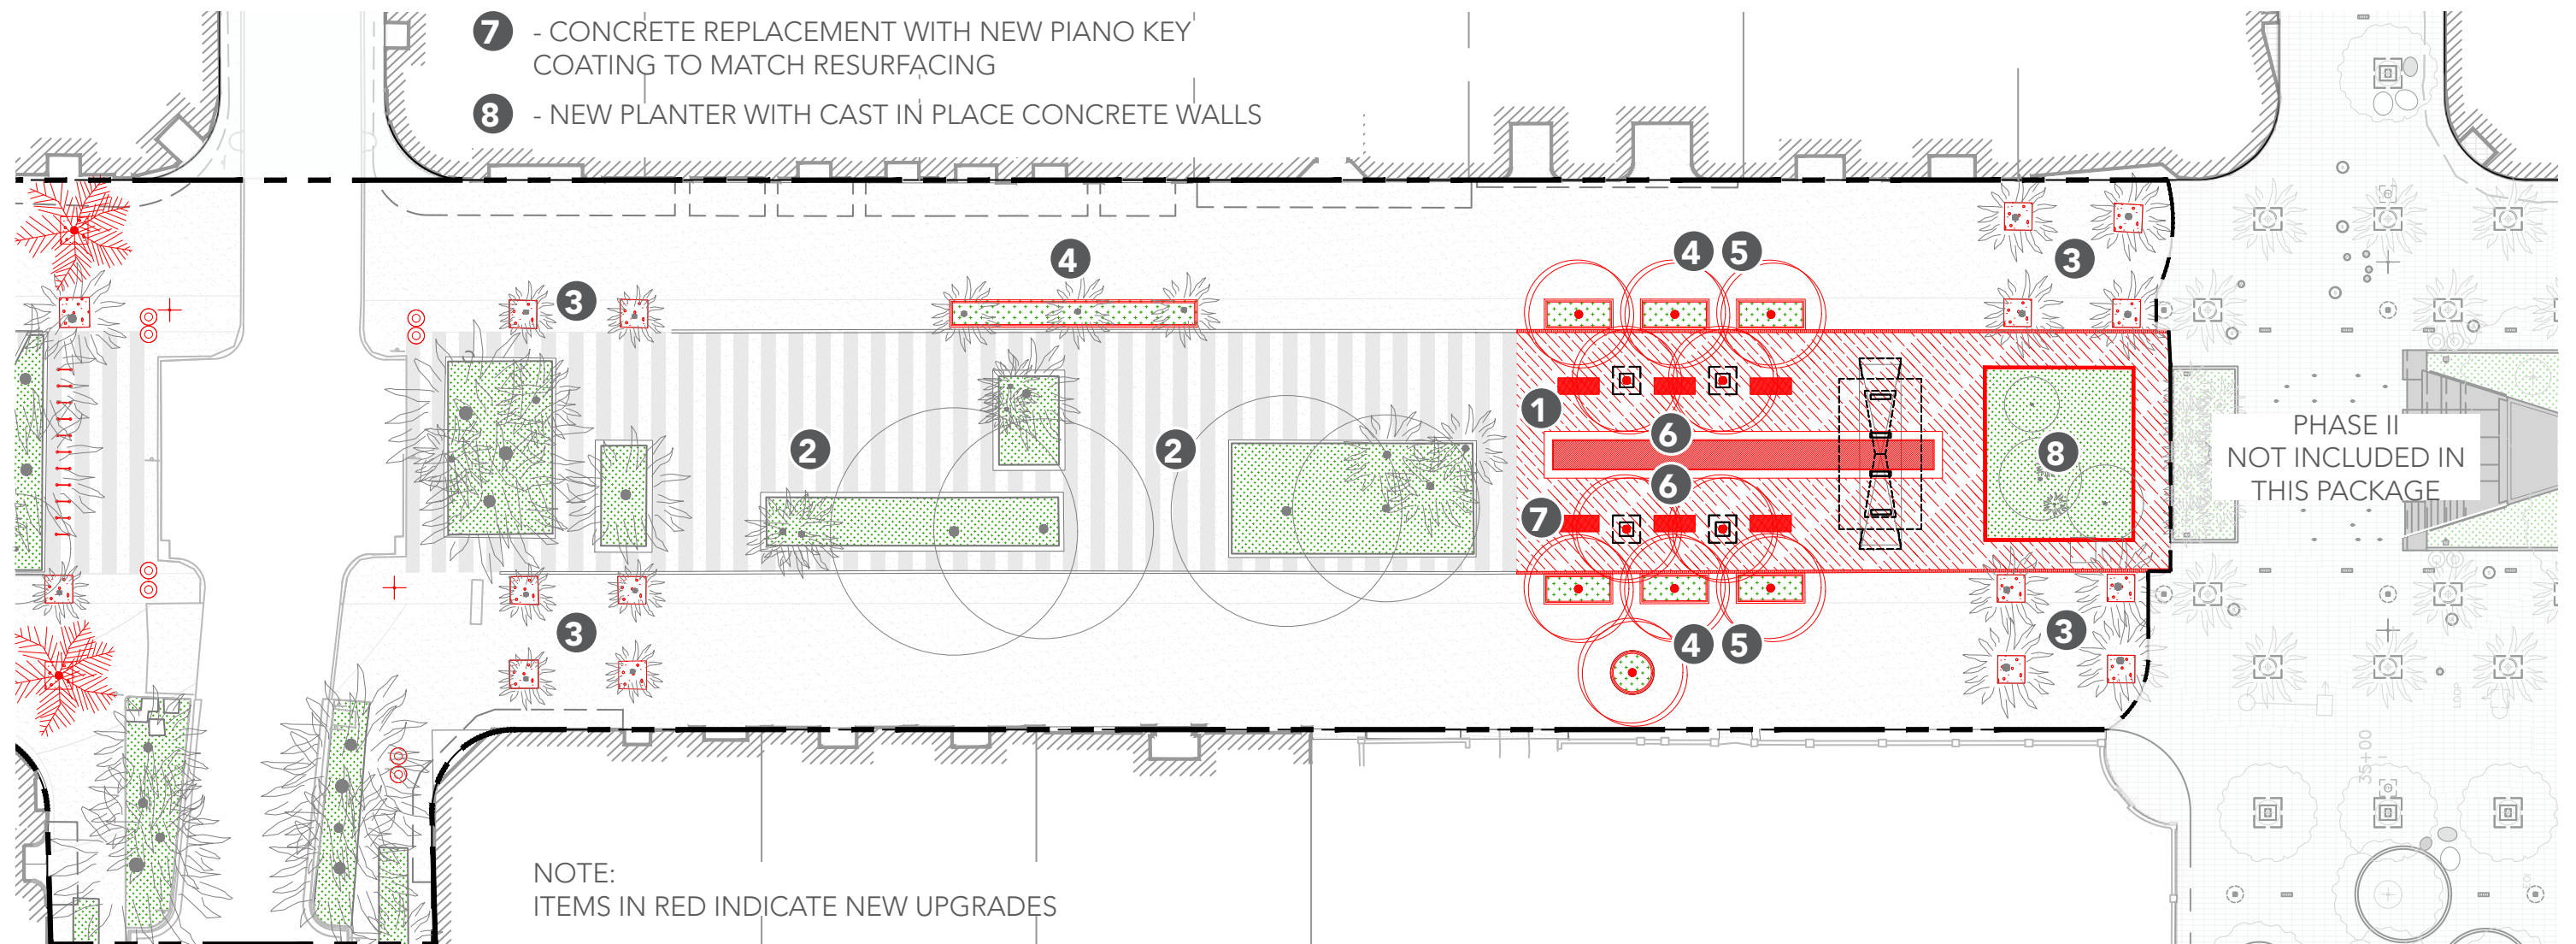 7 - CONCRETE REPLACEMENT WITH NEW PIANO KEY
COATING TO MATCH RESURFACING
8 - NEW PLANTER WITH CAST IN PLACE CONCRETE WALLS
4
4 5
3
3
1
2
2
6
6
8
7
PHASE II
NOT INCLUDED IN
THIS PACKAGE
3
4 5
3
35+00
NOTE:
ITEMS IN RED INDICATE NEW UPGRADES